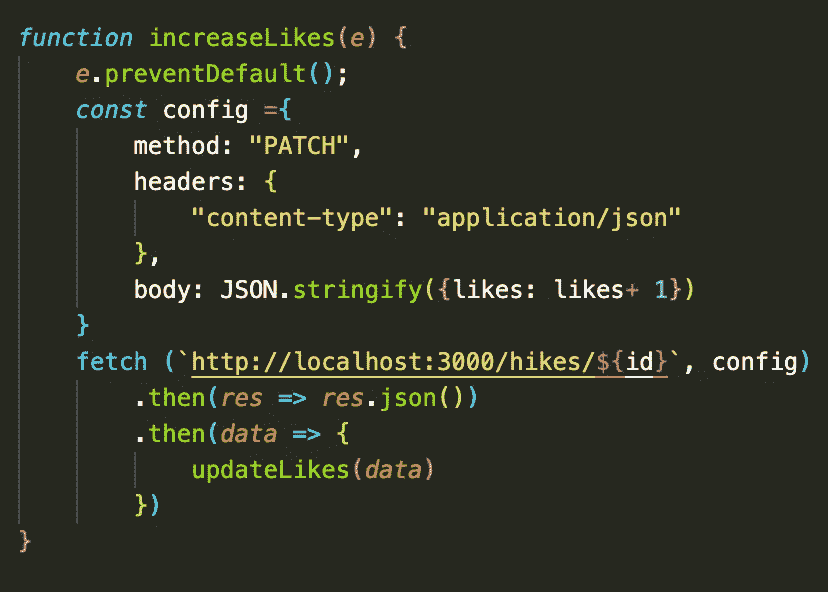 function increaseLikes(e) {
    e.preventDefault();
    const config ={
        method: "PATCH",
        headers: {
            "content-type": "application/json"
        },
        body: JSON.stringify({likes: likes+ 1})
    }
    fetch (`http://localhost:3000/hikes/${id}`, config)
        .then(res => res.json())
        .then(data => {
            updateLikes(data)
        })
}